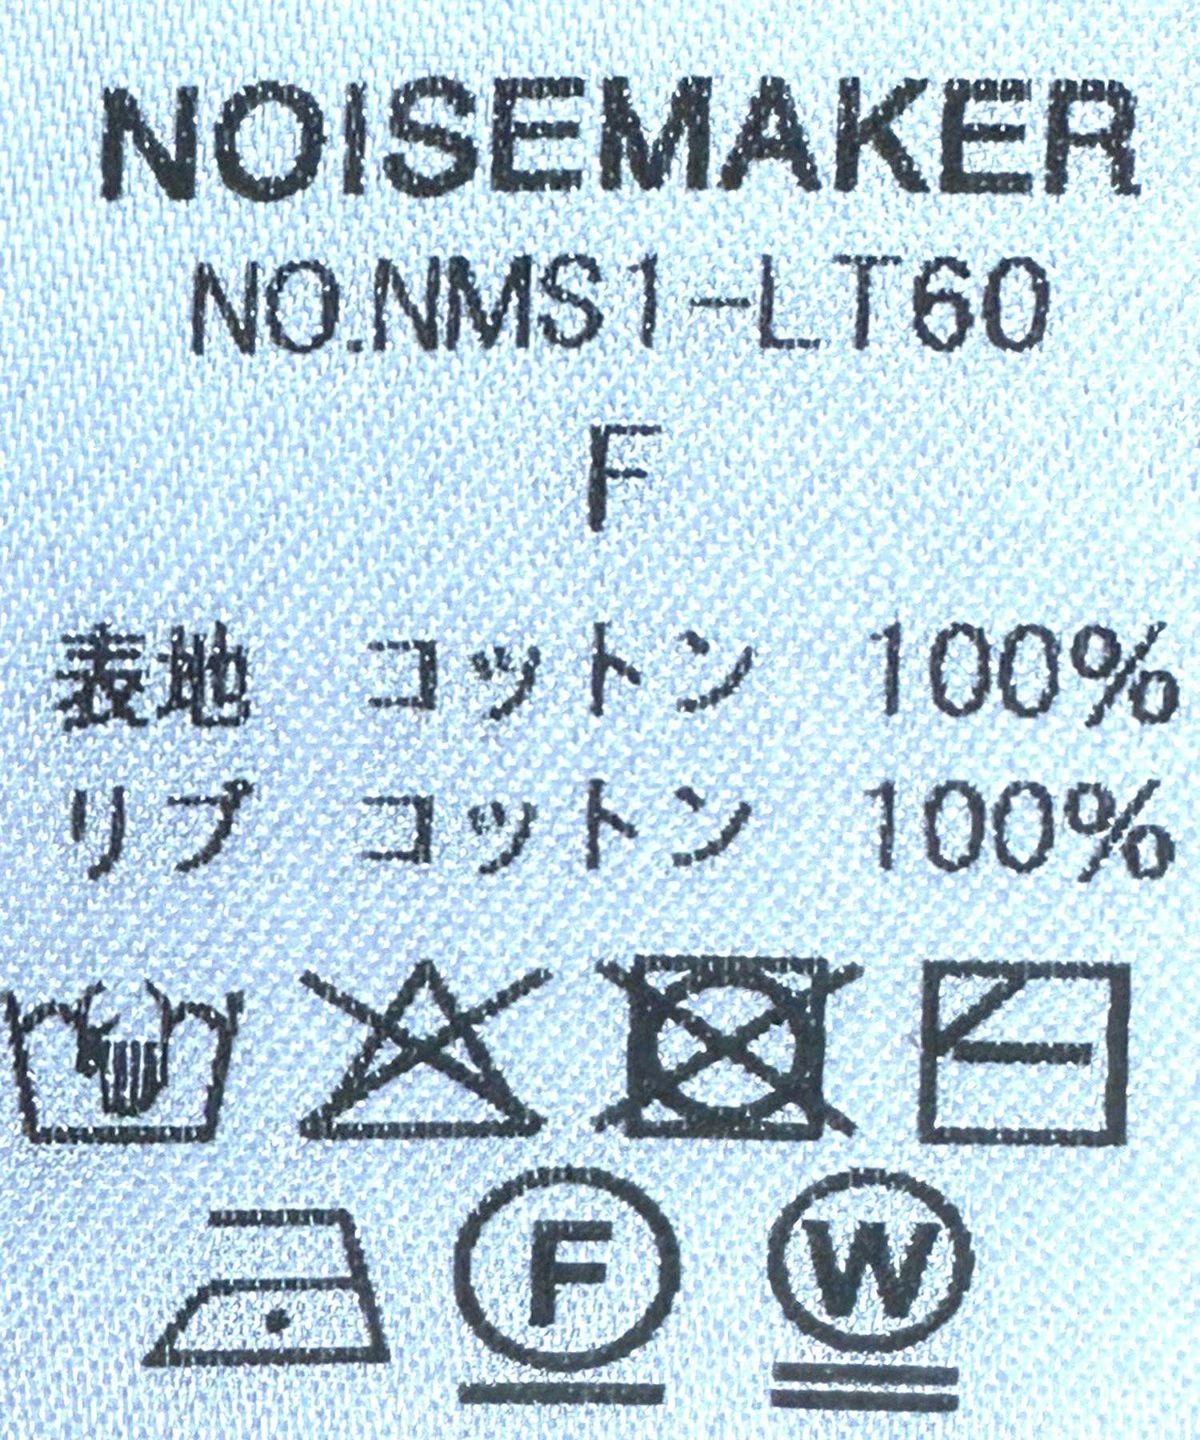 NOISEMAKER
NO.NMS1-LT60
F
表地 コットン 100%
リブ コットン 100%
F W